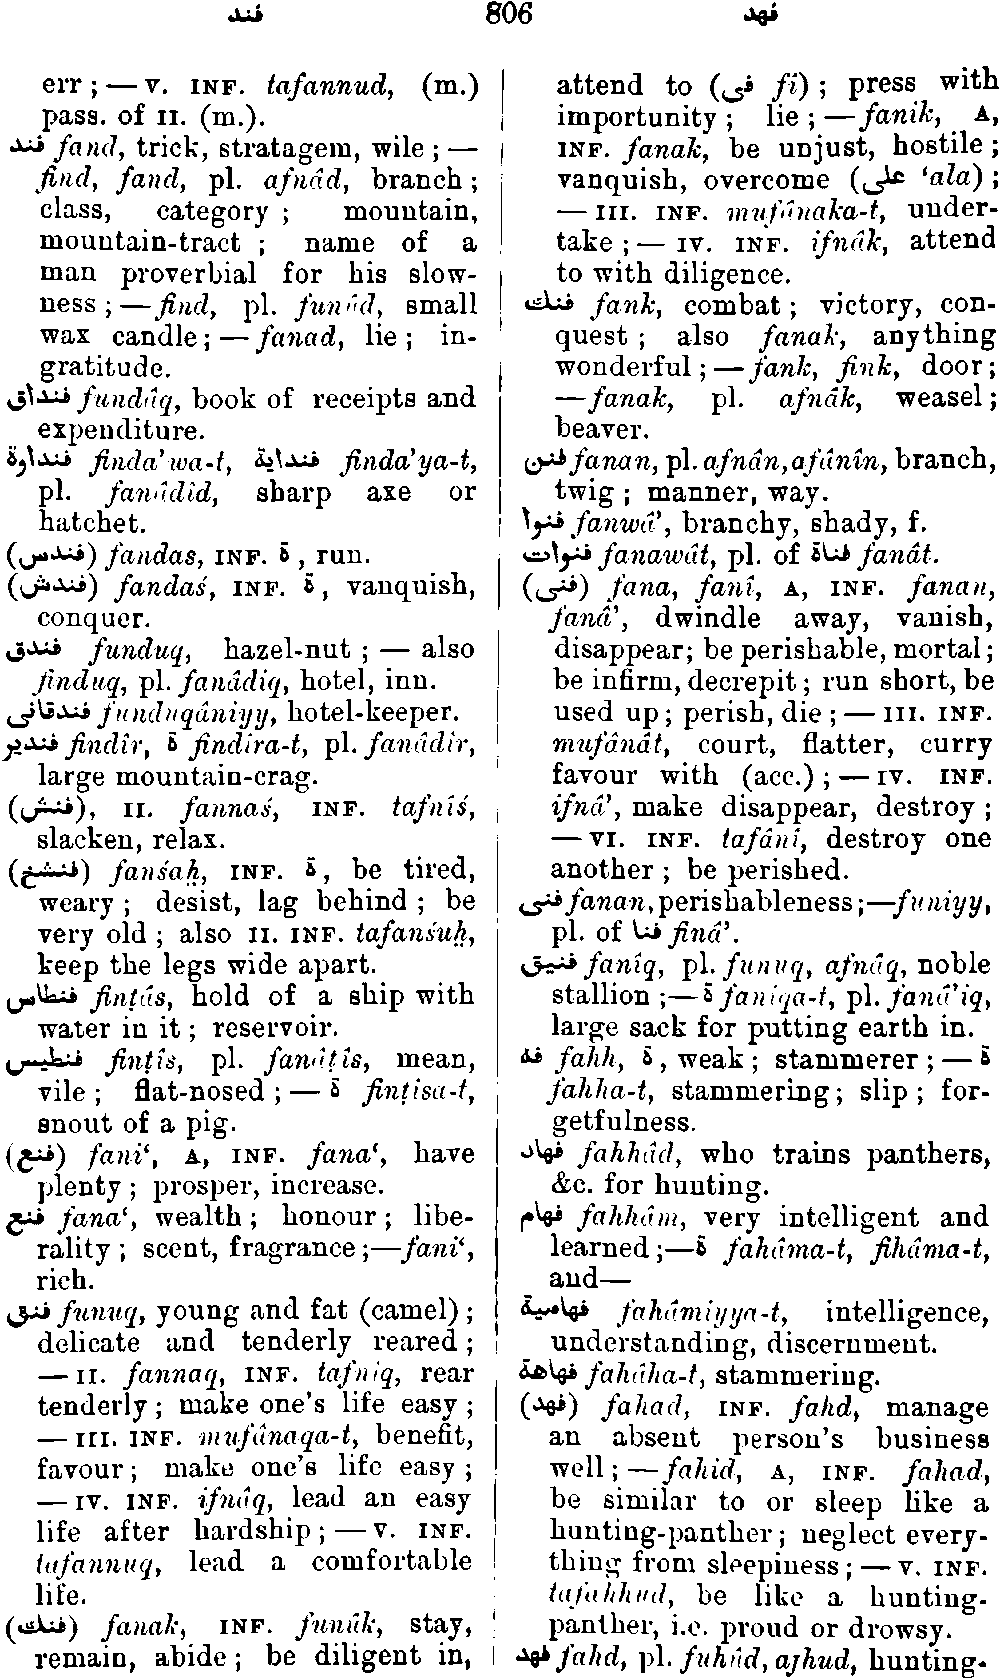 فند 806 فهد
err ; — V. INF. tafannud, (m.)
pass. of II. (m.).
فند fand, trick, stratagem, wile ; —
find, fand, pl. afnâd, branch ;
class, category ; mountain,
mountain-tract ; name of a
man proverbial for his slow-
ness ; — find, pl. funûd, small
wax candle ; — fanad, lie ; in-
gratitude.
فنداق fundâq, book of receipts and
expenditure.
فنداوة finda’wa-t, فنداية finda’ya-t,
pl. fanâdîd, sharp axe or
hatchet.
(فندس) fandas, INF. ة, run.
(فندش) fandaś, INF. ة, vanquish,
conquer.
فندق funduq, hazel-nut ; — also
finduq, pl. fanâdiq, hotel, inn.
فندقانى funduqâniyy, hotel-keeper.
فندير findîr, ة findîra-t, pl. fanâdîr,
large mountain-crag.
(فنش), II. fannaś, INF. tafnîś,
slacken, relax.
(فنشخ) fanśaḫ, INF. ة, be tired,
weary ; desist, lag behind ; be
very old ; also II. INF. tafanśuḫ,
keep the legs wide apart.
فنطاس finṭâs, hold of a ship with
water in it ; reservoir.
فنطيس finṭîs, pl. fanâṭîs, mean,
vile ; flat-nosed ; — ة finṭîsa-t,
snout of a pig.
(فنع) fani‘, A, INF. fana‘, have
plenty ; prosper, increase.
فنع fana‘, wealth ; honour ; libe-
rality ; scent, fragrance ;—fani‘,
rich.
فنق funuq, young and fat (camel) ;
delicate and tenderly reared ;
— II. fannaq, INF. tafnîq, rear
tenderly ; make one's life easy ;
— III. INF. mufânaqa-t, benefit,
favour ; make one's life easy ;
— IV. INF. ifnâq, lead an easy
life after hardship ; — V. INF.
tafannuq, lead a comfortable
life.
(فنك) fanak, INF. funûk, stay,
remain, abide ; be diligent in,
attend to (فى fî) ; press with
importunity ; lie ; — fanik, A,
INF. fanak, be unjust, hostile ;
vanquish, overcome (على ‘ala) ;
— III. INF. mufânaka-t, under-
take ; — IV. INF. ifnâk, attend
to with diligence.
فنك fank, combat ; victory, con-
quest ; also fanak, anything
wonderful ; — fank, fink, door ;
—fanak, pl. afnâk, weasel ;
beaver.
فنن fanan, pl. afnân, afânîn, branch,
twig ; manner, way.
فنوا fanwâ’, branchy, shady, f.
فنوات fanawât, pl. of فناة fanât.
(فنى) fana, fanî, A, INF. fanan,
fanâ’, dwindle away, vanish,
disappear ; be perishable, mortal ;
be infirm, decrepit ; run short, be
used up ; perish, die ; — III. INF.
mufânât, court, flatter, curry
favour with (acc.) ; — IV. INF.
ifnâ’, make disappear, destroy ;
— VI. INF. tafânî, destroy one
another ; be perished.
فنى fanan, perishableness ;—funiyy,
pl. of فنا finâ’.
فنيق fanîq, pl. funuq, afnâq, noble
stallion ;—ة fanîqa-t, pl. fanâ’iq,
large sack for putting earth in.
فه fahh, ة, weak ; stammerer ; — ة
fahha-t, stammering ; slip ; for-
getfulness.
فهاد fahhâd, who trains panthers,
&c. for hunting.
فهام fahhâm, very intelligent and
learned ;—ة fahâma-t, fihâma-t,
and—
فهامية fahâmiyya-t, intelligence,
understanding, discernment.
فهاهة fahâha-t, stammering.
(فهد) fahad, INF. fahd, manage
an absent person's business
well ; — fahid, A, INF. fahad,
be similar to or sleep like a
hunting-panther ; neglect every-
thing from sleepiness ; — V. INF.
tafahhud, be like a hunting-
panther, i.e. proud or drowsy.
فهد fahd, pl. fuhûd, afhud, hunting-